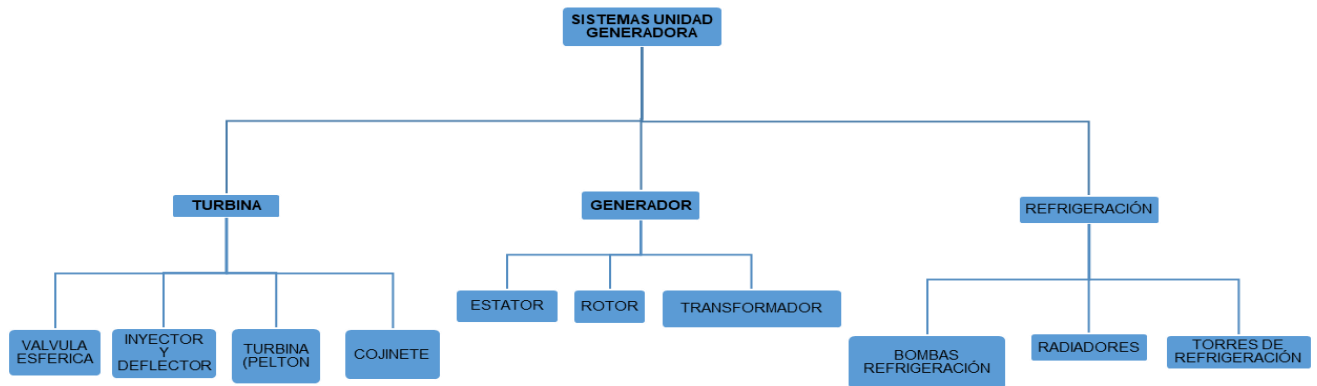 SISTEMAS UNIDAD
GENERADORA
TURBINA
GENERADOR
REFRIGERACIÓN
VALVULA
ESFERICA
INYECTOR
Y
DEFLECTOR
TURBINA
(PELTON
COJINETE
ESTATOR
ROTOR
TRANSFORMADOR
BOMBAS
REFRIGERACIÓN
RADIADORES
TORRES DE
REFRIGERACIÓN